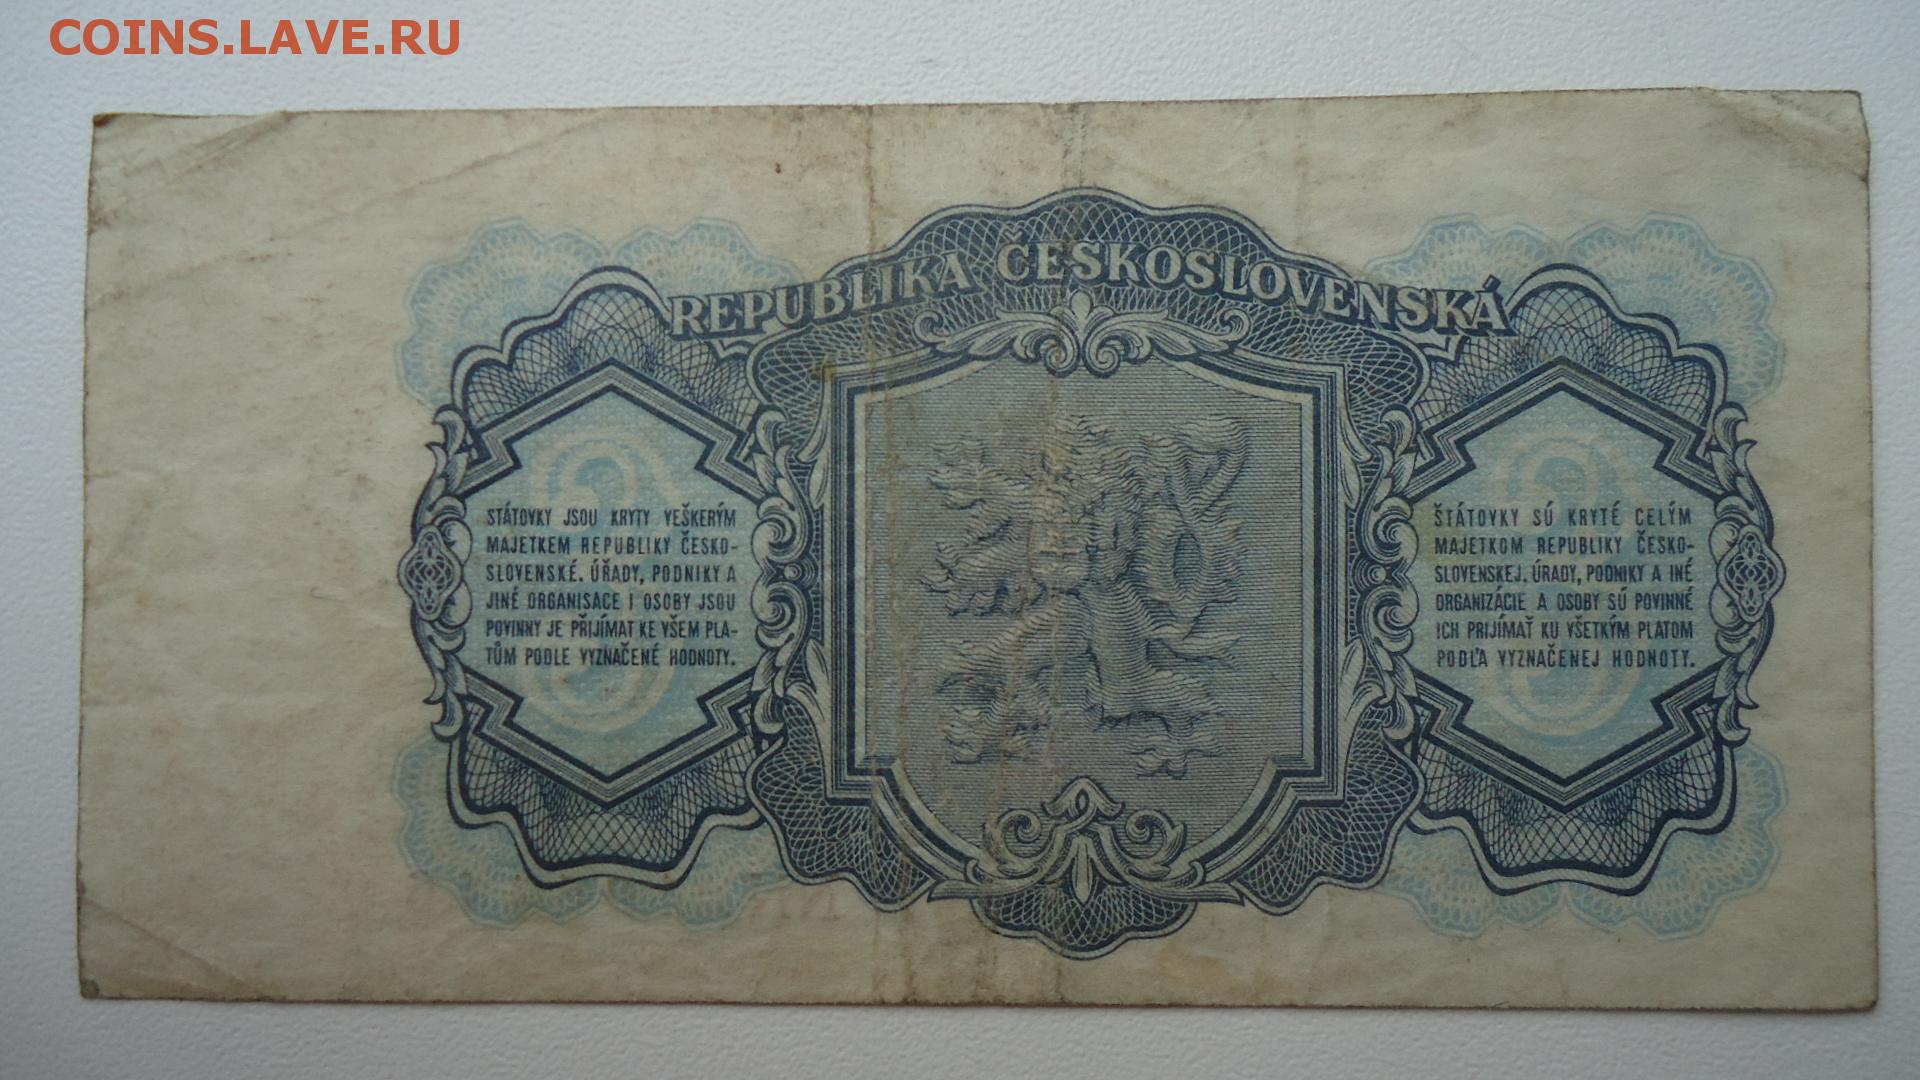 COINS.LAVE.RU
REPUBLIKA ČESKOSLOVENSKÁ
STÁTOVKY JSOU KRYTY VEŠKERÝM
MAJETKEM REPUBLIKY ČESKO-
SLOVENSKÉ. ÚŘADY, PODNIKY A
JINÉ ORGANISACE I OSOBY JSOU
POVINNY JE PŘIJÍMAT KE VŠEM PLA-
TŮM PODLE VYZNAČENÉ HODNOTY.
ŠTÁTOVKY SÚ KRYTÉ CELÝM
MAJETKOM REPUBLIKY ČESKO-
SLOVENSKEJ. ÚRADY, PODNIKY A INÉ
ORGANIZÁCIE A OSOBY SÚ POVINNÉ
ICH PRIJÍMAŤ KU VŠETKÝM PLATOM
PODĽA VYZNAČENEJ HODNOTY.